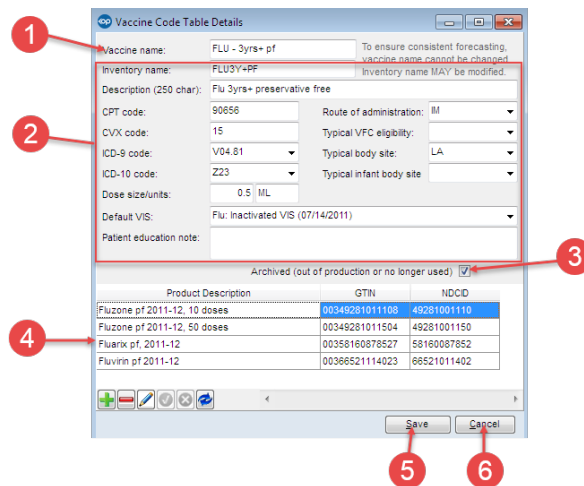 Vaccine Code Table Details
1
Vaccine name: FLU - 3yrs+ pf To ensure consistent forecasting,
vaccine name cannot be changed
Inventory name: FLU3Y+PF Inventory name MAY be modified.
Description (250 char): Flu 3yrs+ preservative free
CPT code: 90656 Route of administration: IM
2
CVX code: 15 Typical VFC eligibility:
ICD-9 code: V04.81 Typical body site: LA
ICD-10 code: Z23 Typical infant body site
Dose size/units: 0.5 ML
Default VIS: Flu: Inactivated VIS (07/14/2011)
Patient education note:
3
Archived (out of production or no longer used)
Product Description GTIN NDCID
Fluzone pf 2011-12, 10 doses 00349281011108 49281001110
Fluzone pf 2011-12, 50 doses 00349281011504 49281001150
4
Fluarix pf, 2011-12 00358160878527 58160087852
Fluvirin pf 2011-12 00366521114023 66521011402
Save Cancel
5 6